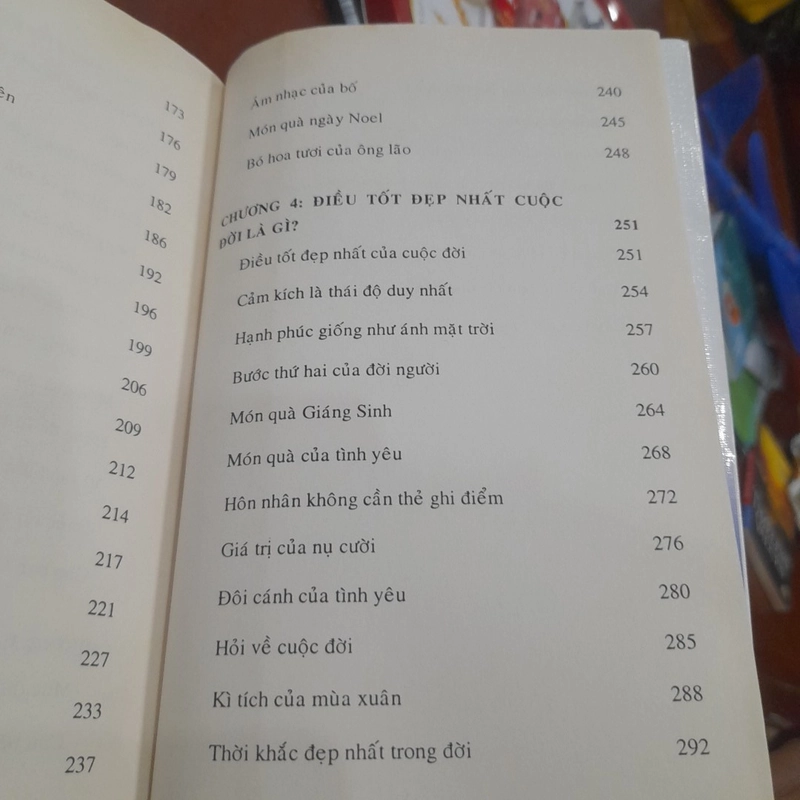 ên
173
176
179
182
186
192
196
199
206
209
212
214
217
221
227
233
237
Âm nhạc của bố 240
Món quà ngày Noel 245
Bó hoa tươi của ông lão 248
CHƯƠNG 4: ĐIỀU TỐT ĐẸP NHẤT CUỘC
ĐỜI LÀ GÌ? 251
Điều tốt đẹp nhất của cuộc đời 251
Cảm kích là thái độ duy nhất 254
Hạnh phúc giống như ánh mặt trời 257
Bước thứ hai của đời người 260
Món quà Giáng Sinh 264
Món quà của tình yêu 268
Hôn nhân không cần thẻ ghi điểm 272
Giá trị của nụ cười 276
Đôi cánh của tình yêu 280
Hỏi về cuộc đời 285
Kì tích của mùa xuân 288
Thời khắc đẹp nhất trong đời 292